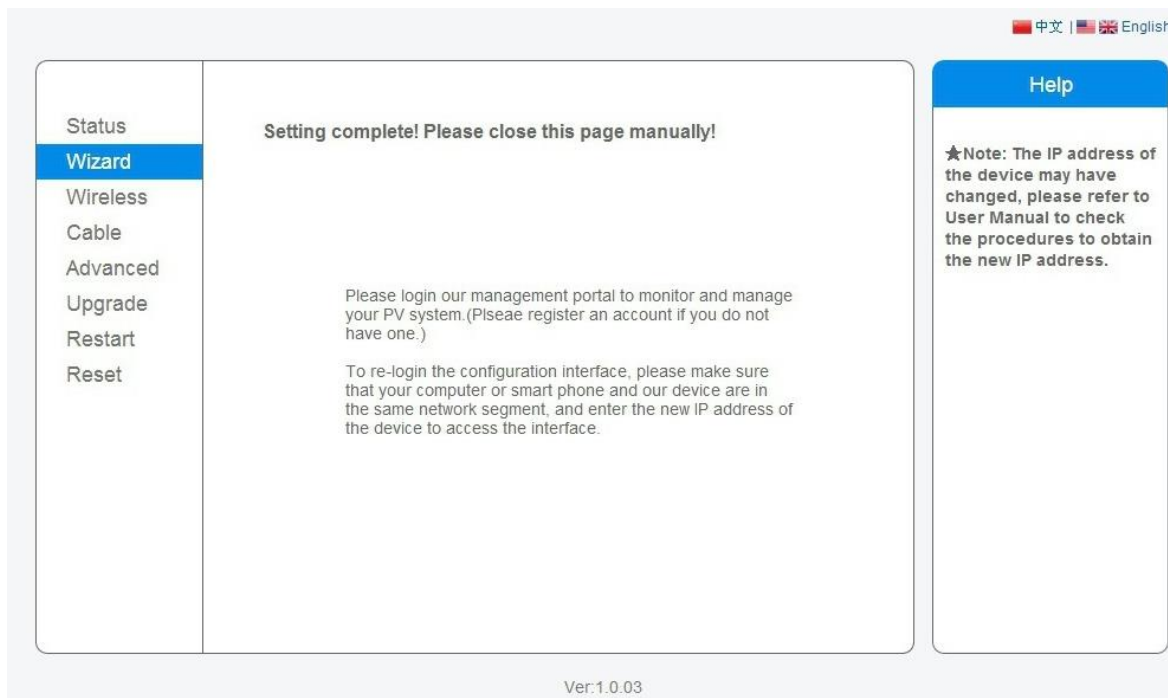 中文 | English
Status
Wizard
Wireless
Cable
Advanced
Upgrade
Restart
Reset
Setting complete! Please close this page manually!
Please login our management portal to monitor and manage
your PV system.(Plseae register an account if you do not
have one.)
To re-login the configuration interface, please make sure
that your computer or smart phone and our device are in
the same network segment, and enter the new IP address of
the device to access the interface.
Help
★Note: The IP address of
the device may have
changed, please refer to
User Manual to check
the procedures to obtain
the new IP address.
Ver:1.0.03